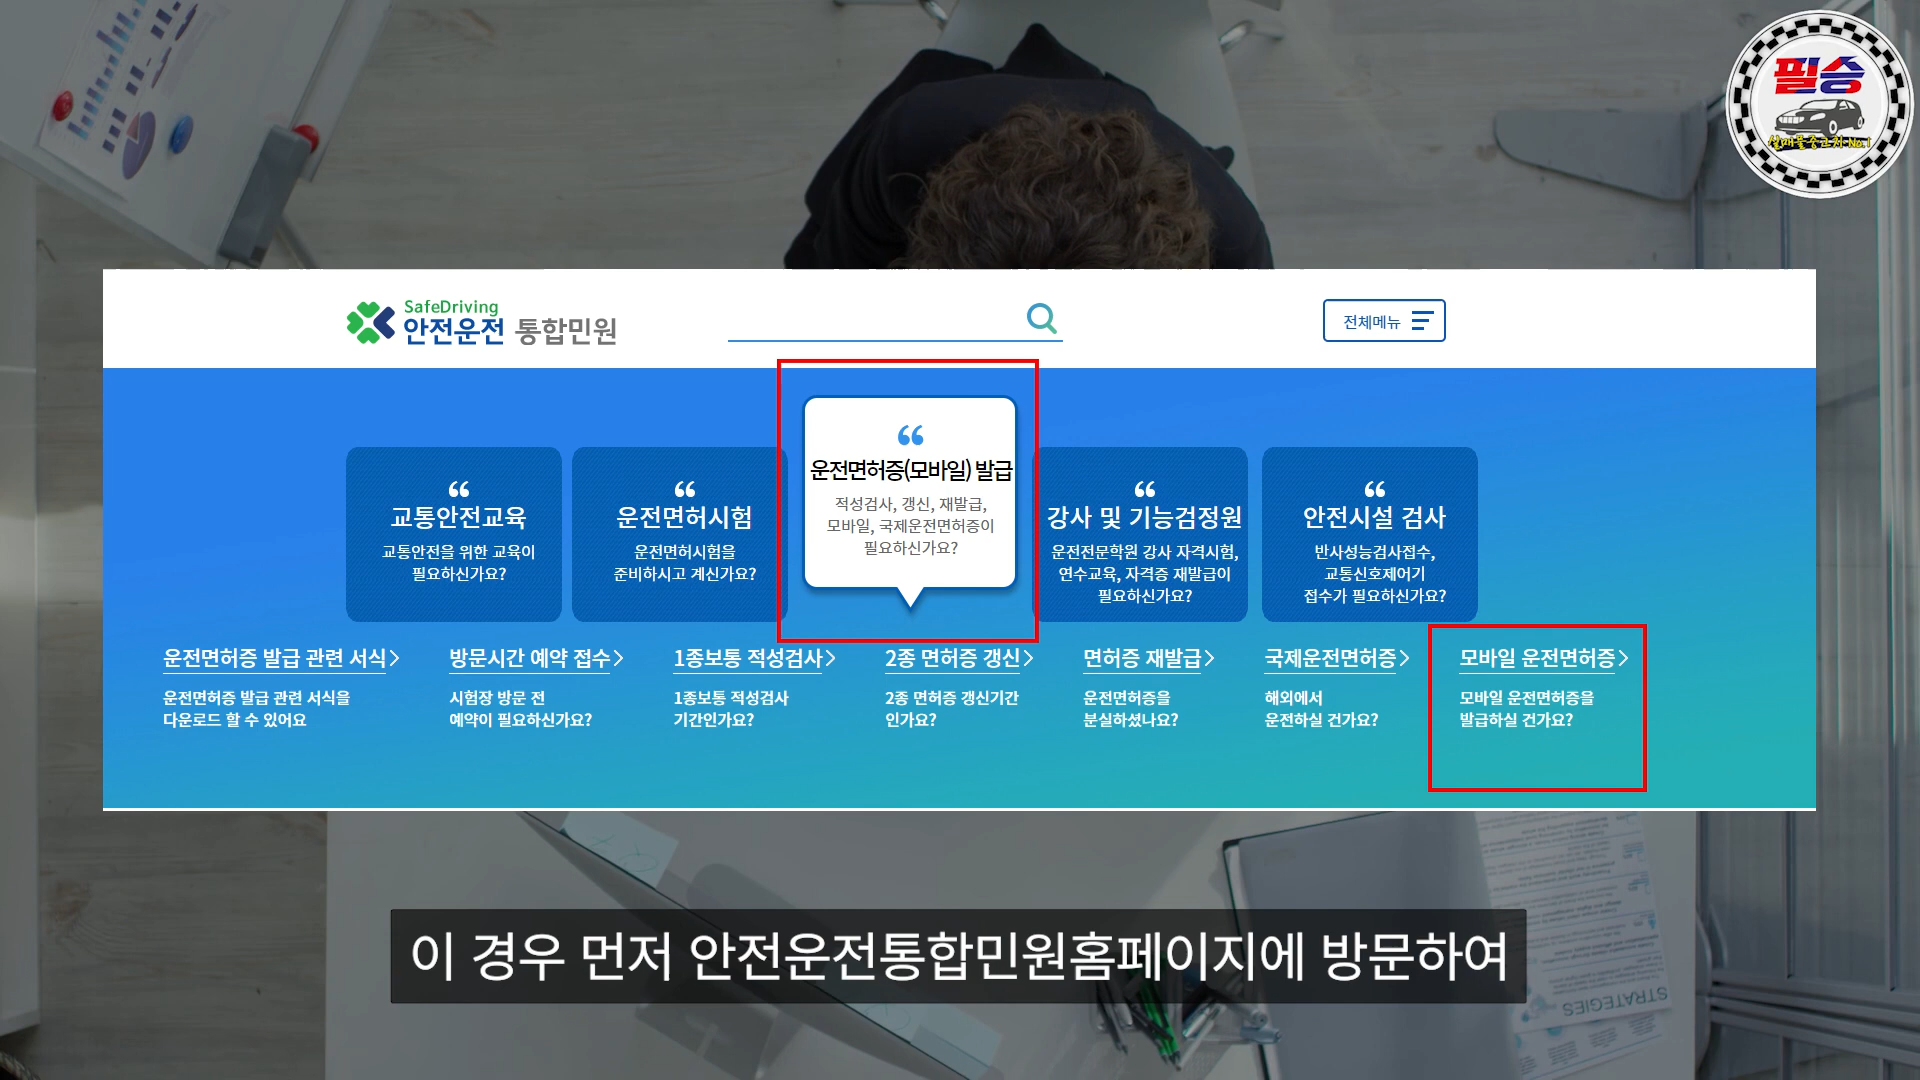 필승
실매물중고차 No.1
SafeDriving
안전운전 통합민원
전체메뉴
“
교통안전교육
교통안전을 위한 교육이
필요하신가요?
“
운전면허시험
운전면허시험을
준비하시고 계신가요?
“
운전면허증(모바일) 발급
적성검사, 갱신, 재발급,
모바일, 국제운전면허증이
필요하신가요?
“
강사 및 기능검정원
운전전문학원 강사 자격시험,
연수교육, 자격증 재발급이
필요하신가요?
“
안전시설 검사
반사성능검사접수,
교통신호제어기
접수가 필요하신가요?
운전면허증 발급 관련 서식
운전면허증 발급 관련 서식을
다운로드 할 수 있어요
방문시간 예약 접수
시험장 방문 전
예약이 필요하신가요?
1종보통 적성검사
1종보통 적성검사
기간인가요?
2종 면허증 갱신
2종 면허증 갱신기간
인가요?
면허증 재발급
운전면허증을
분실하셨나요?
국제운전면허증
해외에서
운전하실 건가요?
모바일 운전면허증
모바일 운전면허증을
발급하실 건가요?
이 경우 먼저 안전운전통합민원홈페이지에 방문하여
STRATEGIES